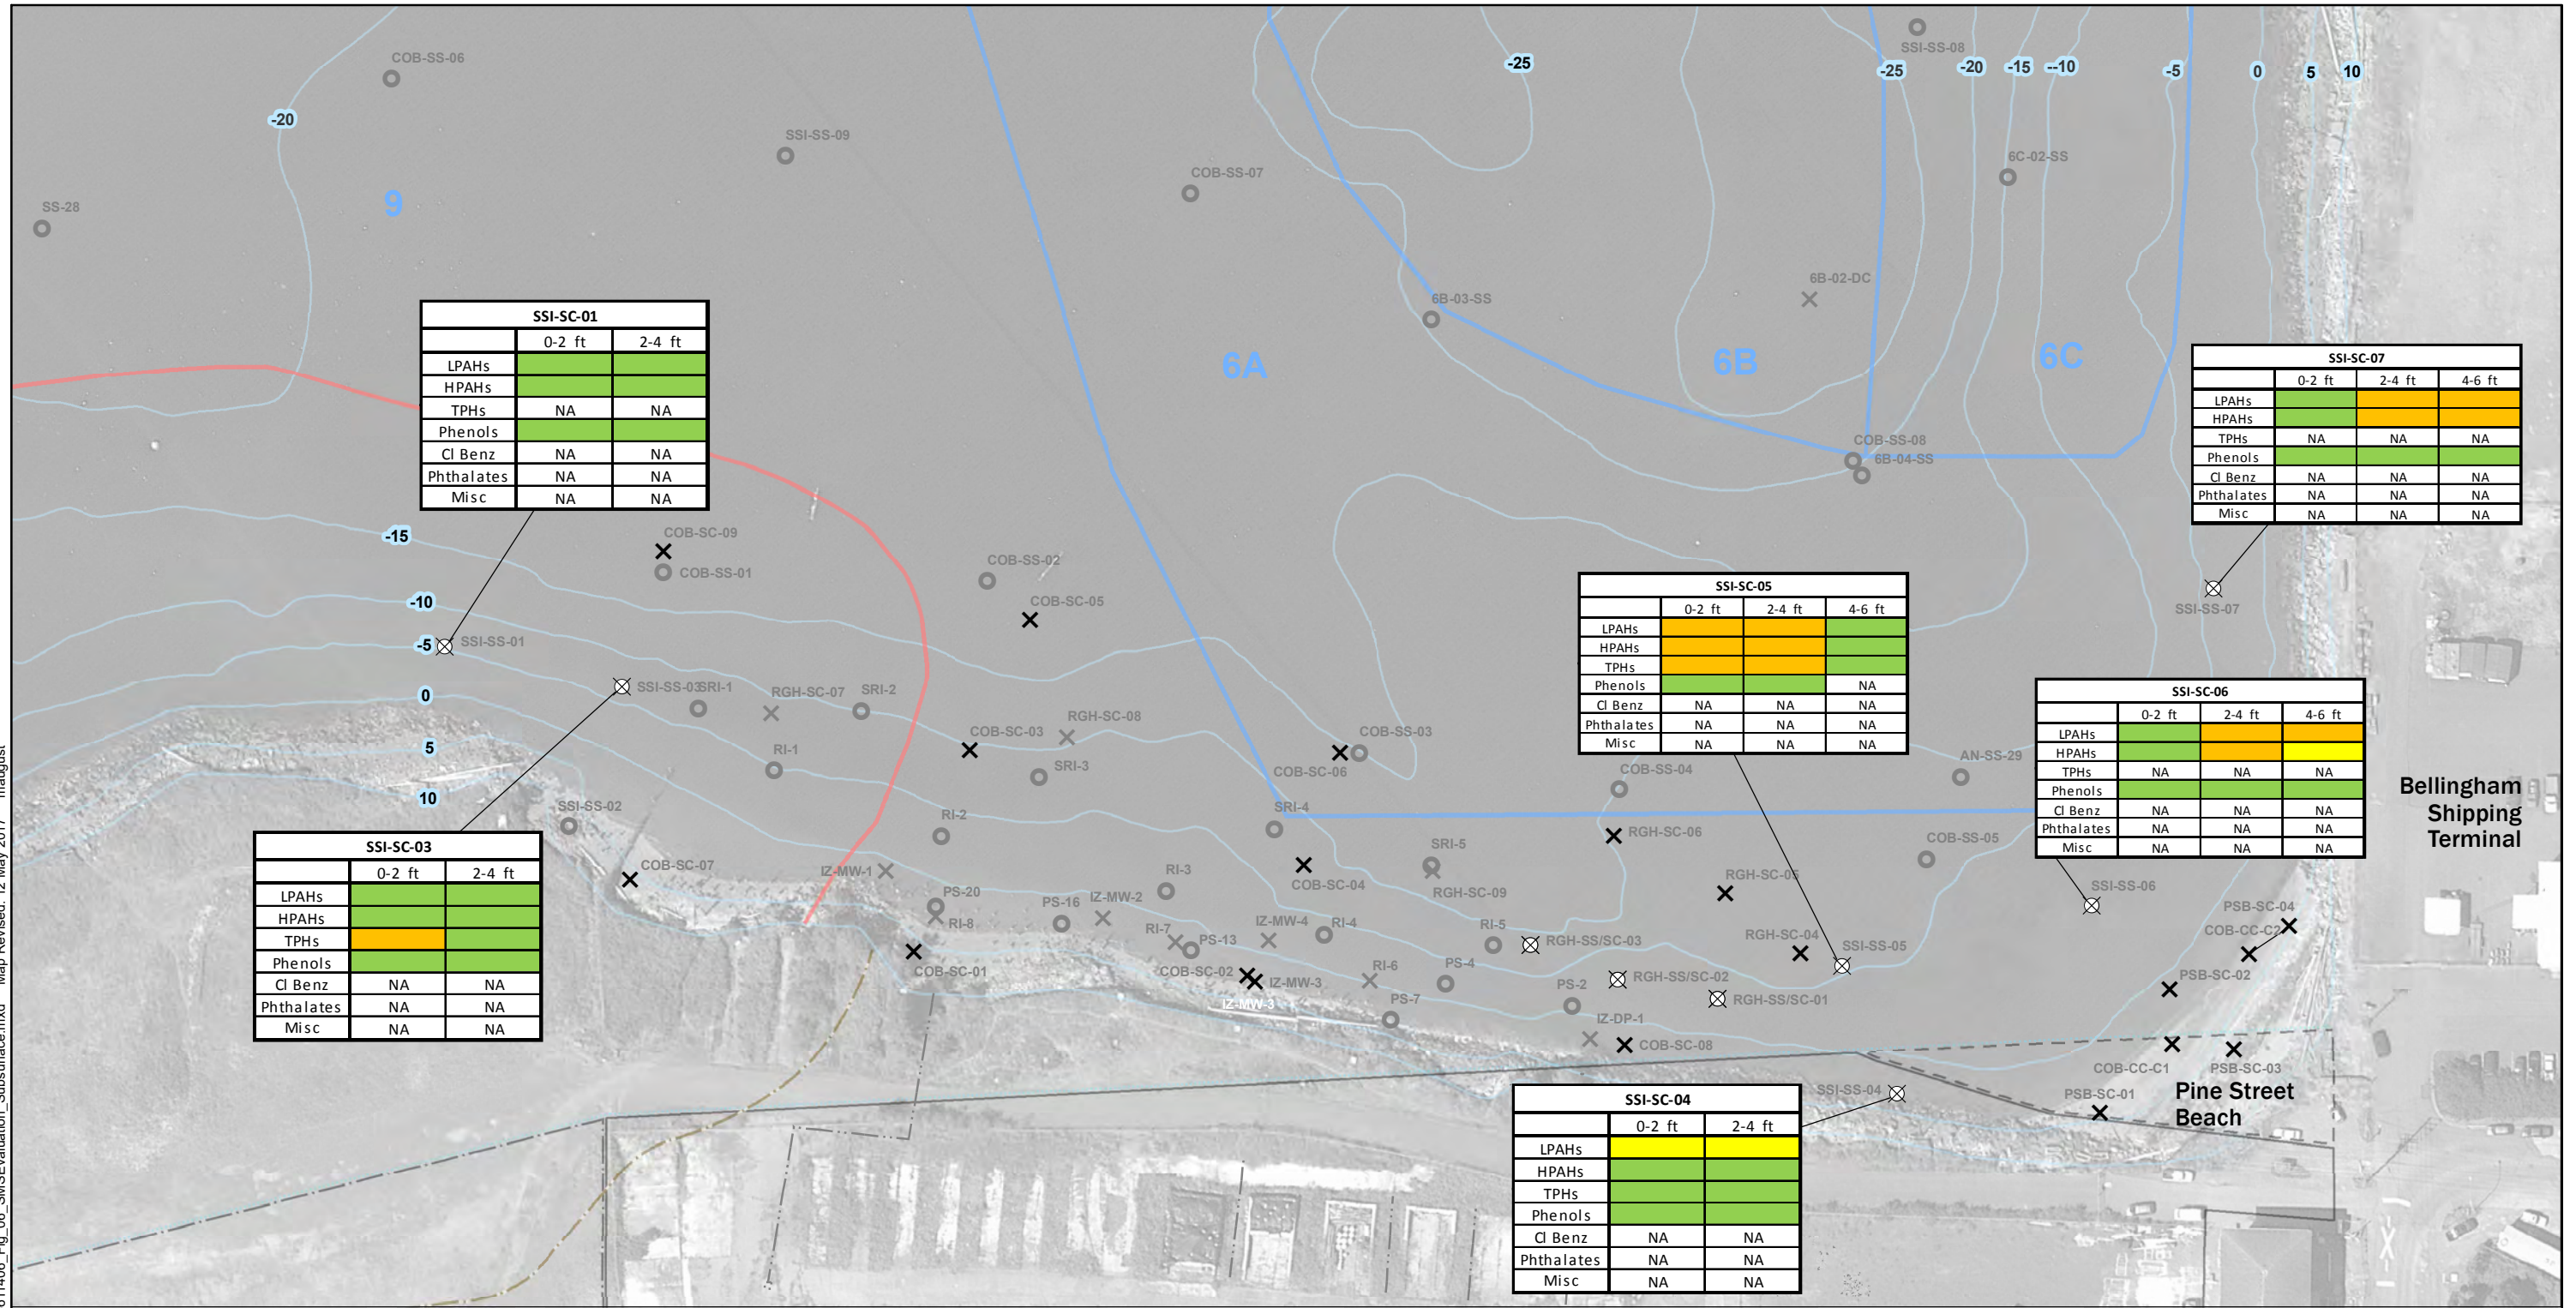 COB-SS-06
SSI-SS-08
-25
-25
-20
-15
--10
-5
0
5
10
-20
SSI-SS-09
COB-SS-07
6C-02-SS
SS-28
9
6B-02-DC
6B-03-SS
SSI-SC-01
0-2 ft 2-4 ft
LPAHs
HPAHs
TPHs NA NA
Phenols
Cl Benz NA NA
Phthalates NA NA
Misc NA NA
6A
6B
6C
SSI-SC-07
0-2 ft 2-4 ft 4-6 ft
LPAHs
HPAHs
TPHs NA NA NA
Phenols
Cl Benz NA NA NA
Phthalates NA NA NA
Misc NA NA NA
COB-SS-08
6B-04-SS
-15
COB-SC-09
COB-SS-01
COB-SS-02
COB-SC-05
-10
-5
SSI-SS-01
SSI-SS-07
SSI-SC-05
0-2 ft 2-4 ft 4-6 ft
LPAHs
HPAHs
TPHs
Phenols NA
Cl Benz NA NA NA
Phthalates NA NA NA
Misc NA NA NA
0
SSI-SS-03
SRI-1
RGH-SC-07
SRI-2
COB-SC-03
RGH-SC-08
COB-SS-03
COB-SC-06
SSI-SC-06
0-2 ft 2-4 ft 4-6 ft
LPAHs
HPAHs
TPHs NA NA NA
Phenols
Cl Benz NA NA NA
Phthalates NA NA NA
Misc NA NA NA
5
RI-1
SRI-3
COB-SS-04
AN-SS-29
Bellingham
Shipping
Terminal
10
SSI-SS-02
RI-2
SRI-4
RGH-SC-06
COB-SS-05
SSI-SC-03
0-2 ft 2-4 ft
LPAHs
HPAHs
TPHs
Phenols
Cl Benz NA NA
Phthalates NA NA
Misc NA NA
COB-SC-07
IZ-MW-1
RI-3
COB-SC-04
SRI-5
RGH-SC-09
RGH-SC-05
SSI-SS-06
PS-20
RI-8
PS-16
IZ-MW-2
IZ-MW-4
RI-4
RI-5
RGH-SS/SC-03
RGH-SC-04
SSI-SS-05
PSB-SC-04
COB-CC-C2
RI-7
PS-13
COB-SC-01
COB-SC-02
IZ-MW-3
IZ-MW-3
RI-6
PS-4
PS-7
PS-2
RGH-SS/SC-02
RGH-SS/SC-01
PSB-SC-02
IZ-DP-1
COB-SC-08
COB-CC-C1
PSB-SC-03
PSB-SC-01
Pine Street
Beach
SSI-SS-04
SSI-SC-04
0-2 ft 2-4 ft
LPAHs
HPAHs
TPHs
Phenols
Cl Benz NA NA
Phthalates NA NA
Misc NA NA
Map Revised: 12 May 2017